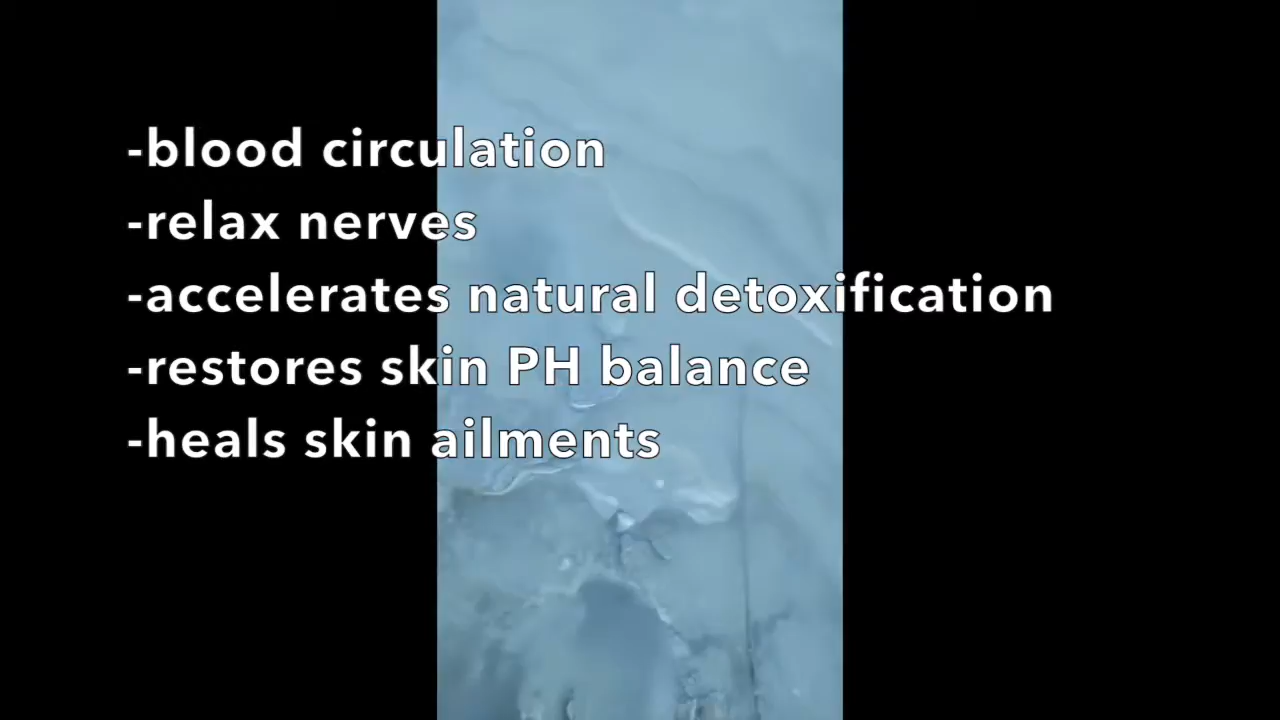 -blood circulation
-relax nerves
-accelerates natural detoxification
-restores skin PH balance
-heals skin ailments